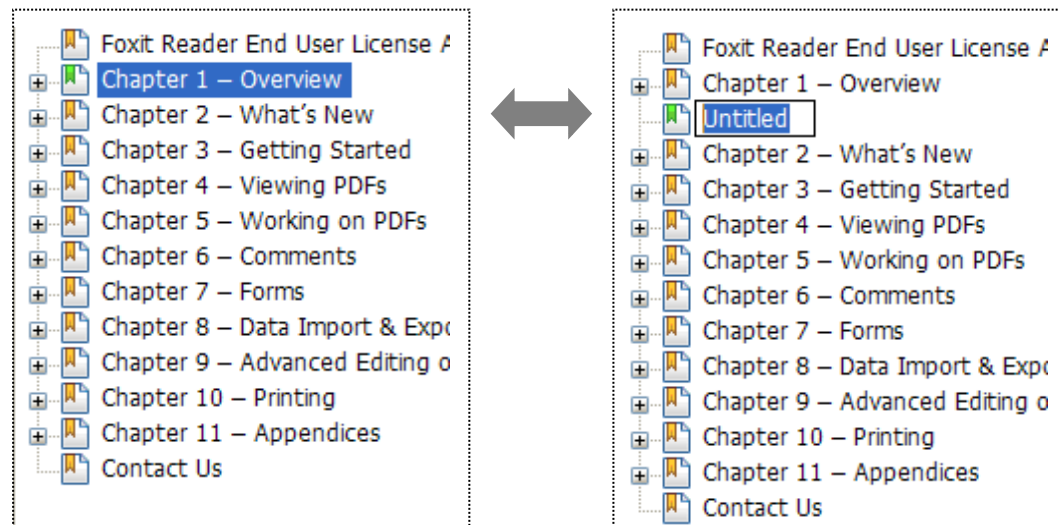 Foxit Reader End User License A
Chapter 1 – Overview
Chapter 2 – What's New
Chapter 3 – Getting Started
Chapter 4 – Viewing PDFs
Chapter 5 – Working on PDFs
Chapter 6 – Comments
Chapter 7 – Forms
Chapter 8 – Data Import & Expo
Chapter 9 – Advanced Editing o
Chapter 10 – Printing
Chapter 11 – Appendices
Contact Us
Foxit Reader End User License A
Chapter 1 – Overview
Untitled
Chapter 2 – What's New
Chapter 3 – Getting Started
Chapter 4 – Viewing PDFs
Chapter 5 – Working on PDFs
Chapter 6 – Comments
Chapter 7 – Forms
Chapter 8 – Data Import & Expo
Chapter 9 – Advanced Editing o
Chapter 10 – Printing
Chapter 11 – Appendices
Contact Us